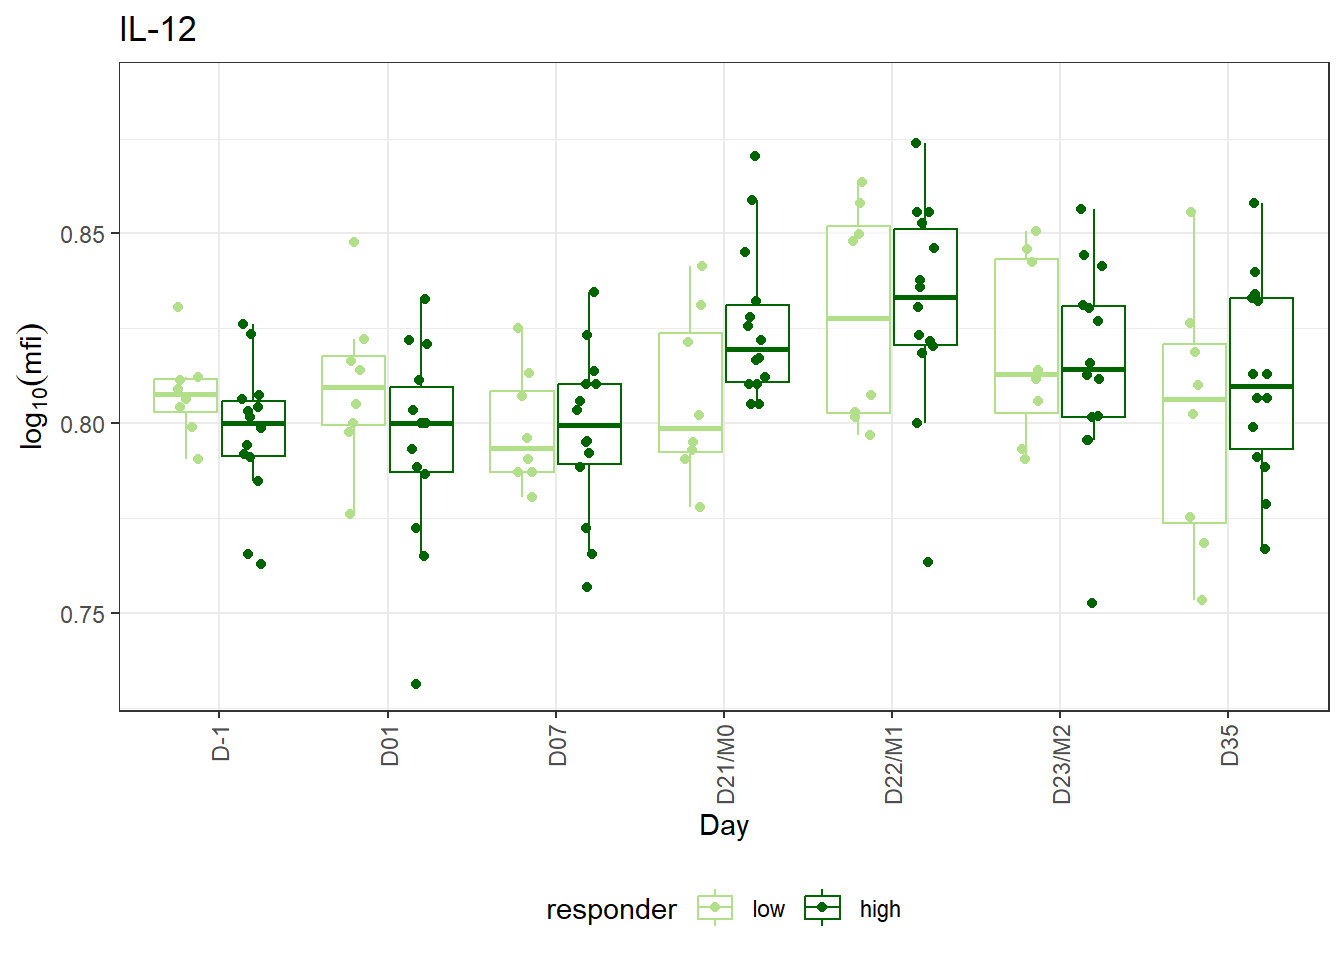 IL-12
log10(mfi)
0.85
0.80
0.75
D-1
D01
D07
D21/M0
D22/M1
D23/M2
D35
Day
responder low high